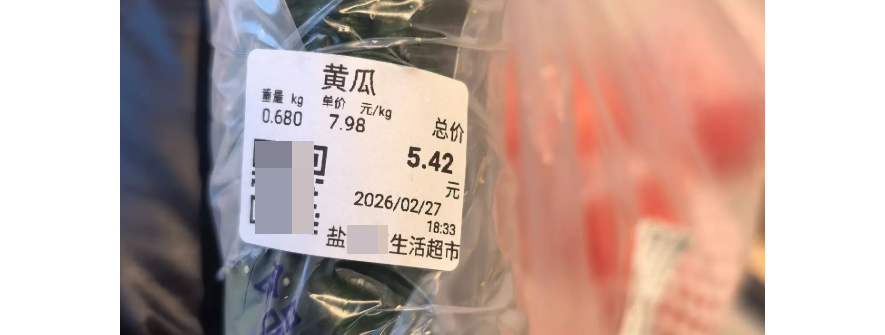 黄瓜
重量 kg 单价 元/kg
0.680 7.98 总价
5.42
元
2026/02/27
18:33
盐 生活超市